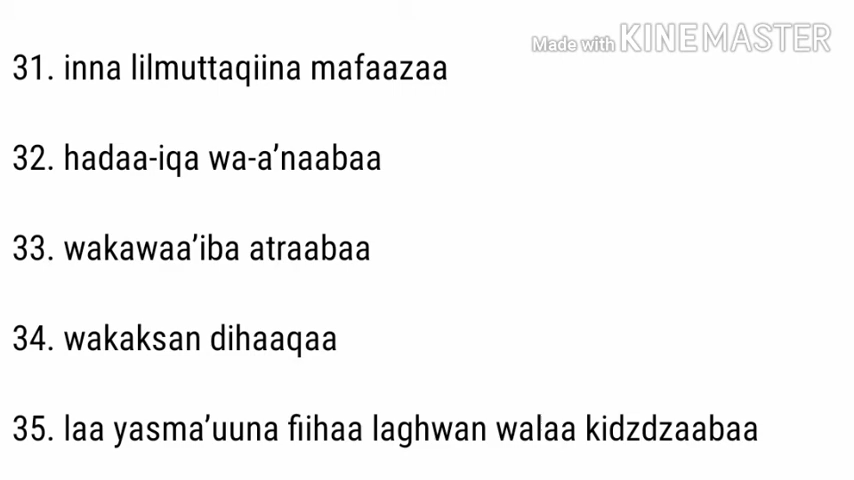 Made with KINEMASTER
31. inna lilmuttaqiina mafaazaa
32. hadaa-iqa wa-a’naabaa
33. wakawaa’iba atraabaa
34. wakaksan dihaaqaa
35. laa yasma’uuna fiihaa laghwan walaa kidzdzaabaa